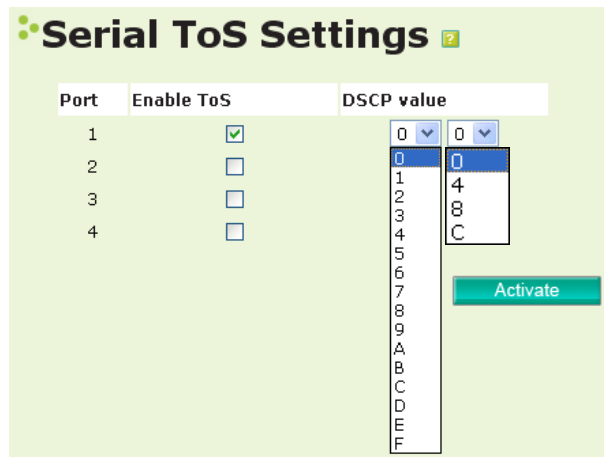 Serial ToS Settings ?
Port Enable ToS DSCP value
1 0 0
2
3
4
0
1
2
3
4
5
6
7
8
9
A
B
C
D
E
F
0
4
8
C
Activate